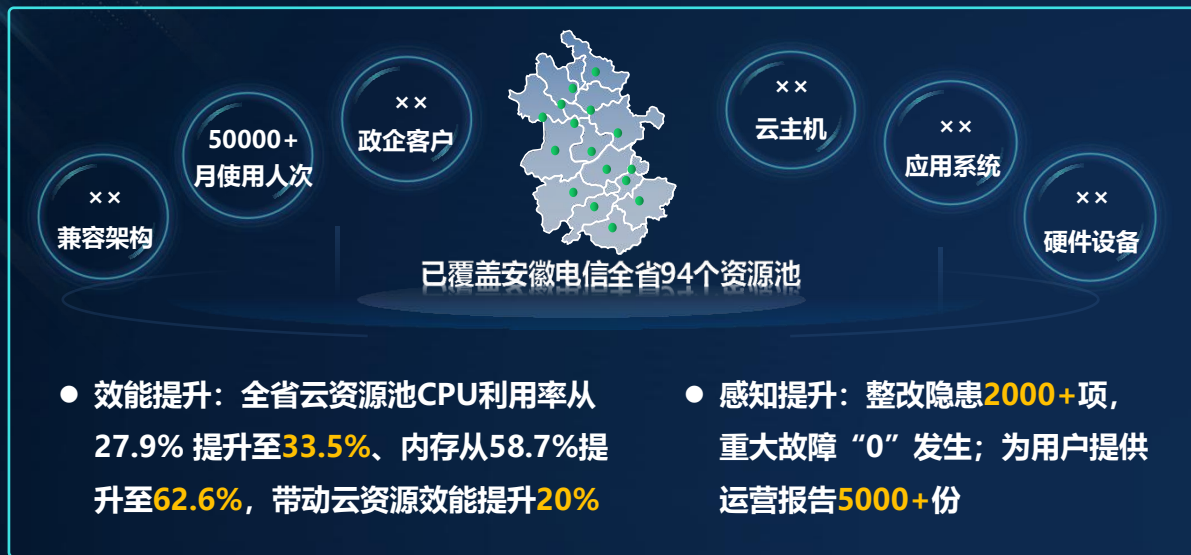 ××
兼容架构
50000+
月使用人次
××
政企客户
××
云主机
××
应用系统
××
硬件设备
已覆盖安徽电信全省94个资源池
● 效能提升：全省云资源池CPU利用率从
27.9% 提升至33.5%、内存从58.7%提
升至62.6%，带动云资源效能提升20%
● 感知提升：整改隐患2000+项，
重大故障“0”发生；为用户提供
运营报告5000+份